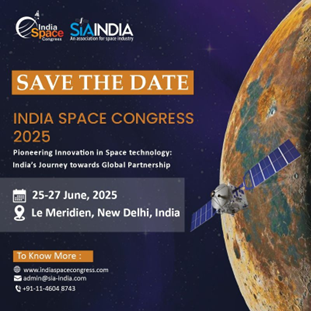 India
Space
Congress
SIAINDIA
An association for space industry
SAVE THE DATE
INDIA SPACE CONGRESS
2025
Pioneering Innovation in Space technology:
India's Journey towards Global Partnership
25-27 June, 2025
Le Meridien, New Delhi, India
To Know More :
www.indiaspacecongress.com
admin@sia-india.com
+91-11-4604 8743